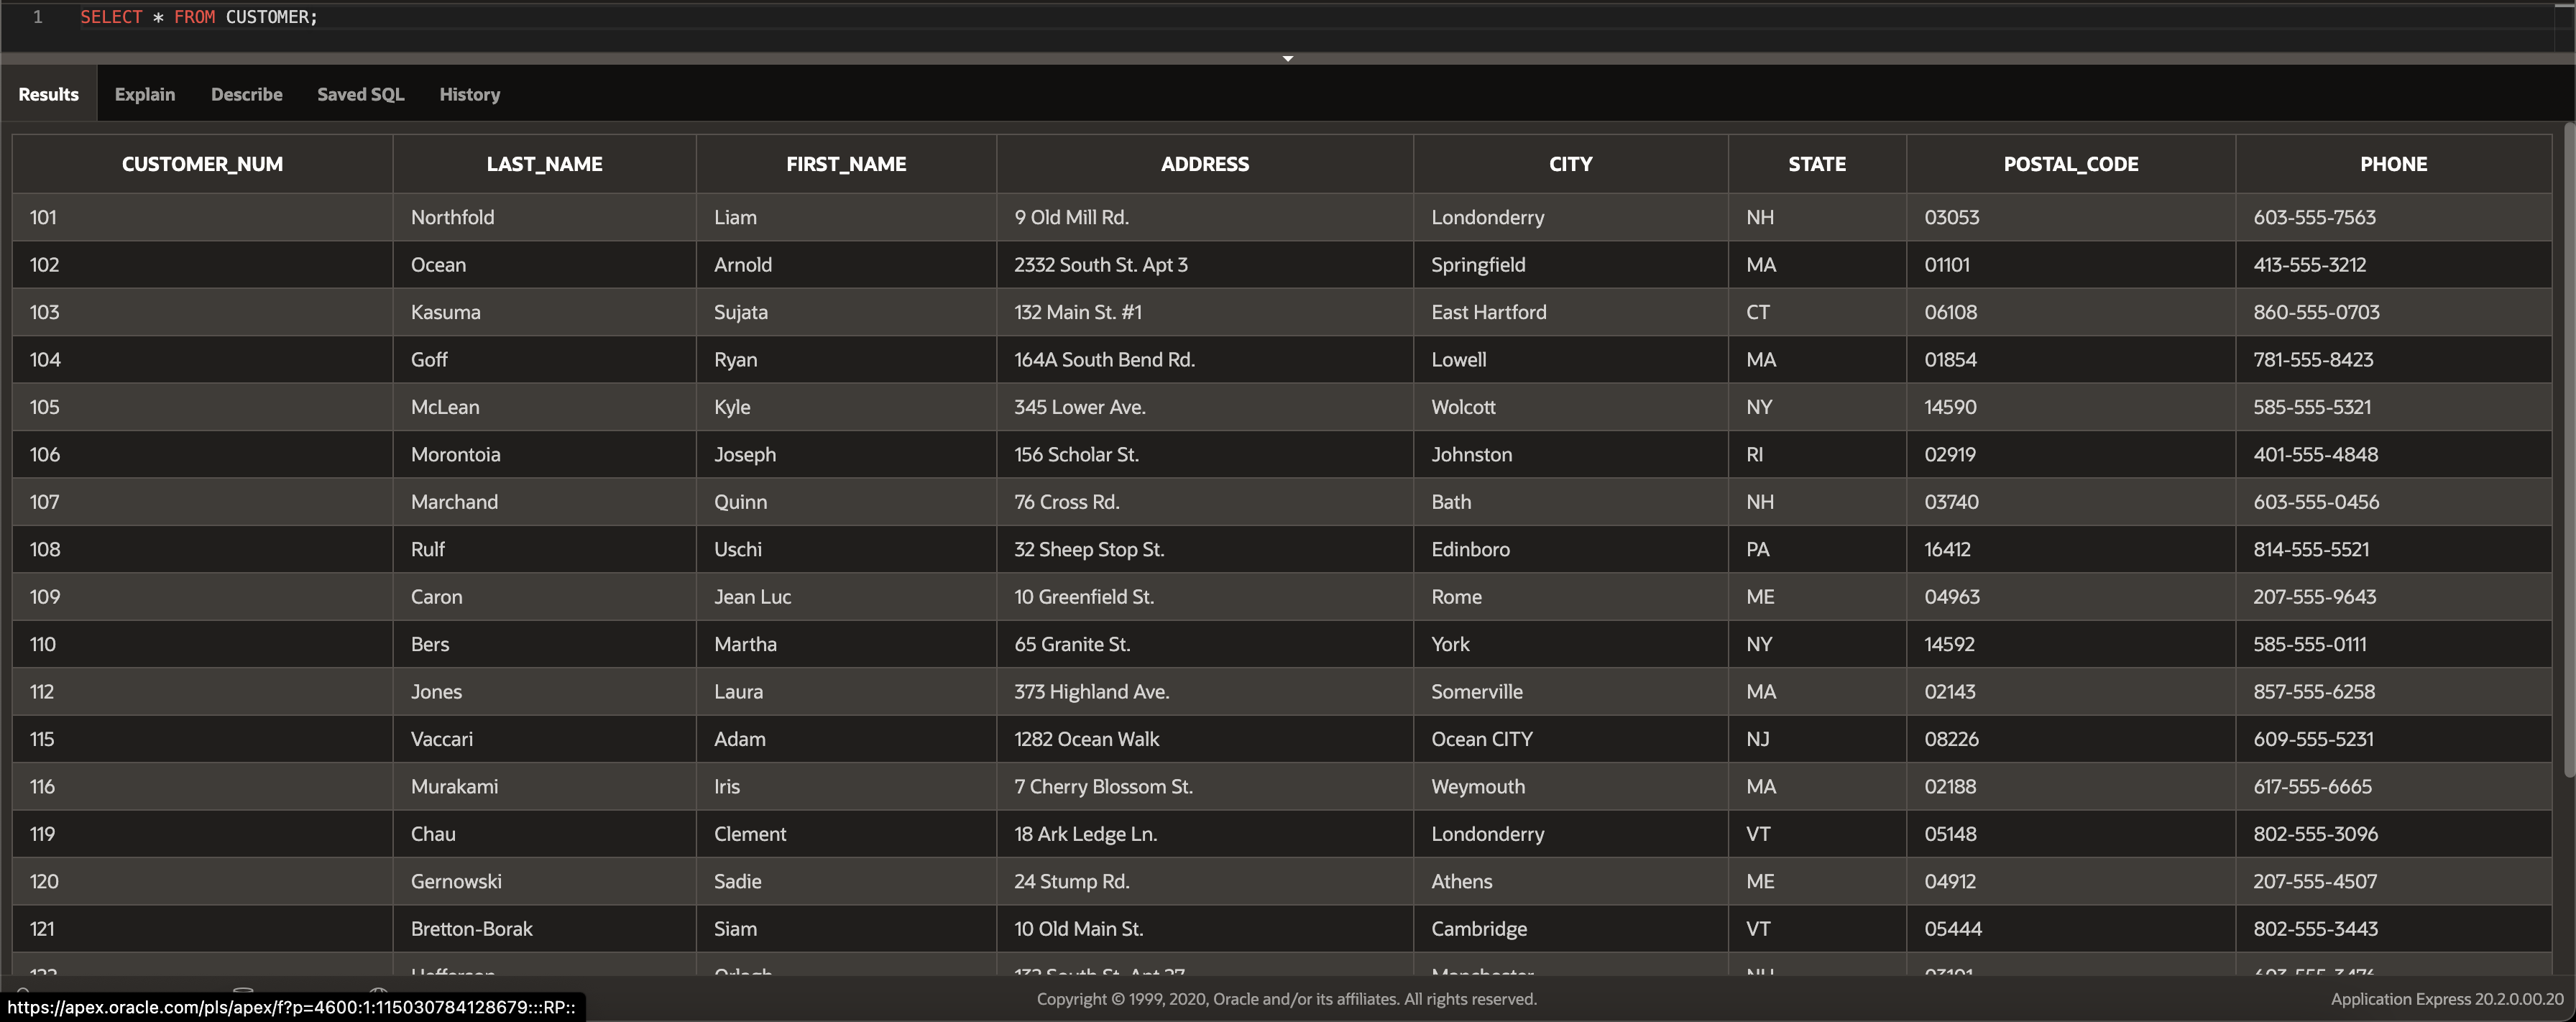 1 SELECT * FROM CUSTOMER;
Results Explain Describe Saved SQL History
CUSTOMER_NUM LAST_NAME FIRST_NAME ADDRESS CITY STATE POSTAL_CODE PHONE
101 Northfold Liam 9 Old Mill Rd. Londonderry NH 03053 603-555-7563
102 Ocean Arnold 2332 South St. Apt 3 Springfield MA 01101 413-555-3212
103 Kasuma Sujata 132 Main St. #1 East Hartford CT 06108 860-555-0703
104 Goff Ryan 164A South Bend Rd. Lowell MA 01854 781-555-8423
105 McLean Kyle 345 Lower Ave. Wolcott NY 14590 585-555-5321
106 Morontoia Joseph 156 Scholar St. Johnston RI 02919 401-555-4848
107 Marchand Quinn 76 Cross Rd. Bath NH 03740 603-555-0456
108 Rulf Uschi 32 Sheep Stop St. Edinboro PA 16412 814-555-5521
109 Caron Jean Luc 10 Greenfield St. Rome ME 04963 207-555-9643
110 Bers Martha 65 Granite St. York NY 14592 585-555-0111
112 Jones Laura 373 Highland Ave. Somerville MA 02143 857-555-6258
115 Vaccari Adam 1282 Ocean Walk Ocean CITY NJ 08226 609-555-5231
116 Murakami Iris 7 Cherry Blossom St. Weymouth MA 02188 617-555-6665
119 Chau Clement 18 Ark Ledge Ln. Londonderry VT 05148 802-555-3096
120 Gernowski Sadie 24 Stump Rd. Athens ME 04912 207-555-4507
121 Bretton-Borak Siam 10 Old Main St. Cambridge VT 05444 802-555-3443
https://apex.oracle.com/pls/apex/f?p=4600:1:115030784128679:::RP::
Copyright © 1999, 2020, Oracle and/or its affiliates. All rights reserved.
Application Express 20.2.0.00.20